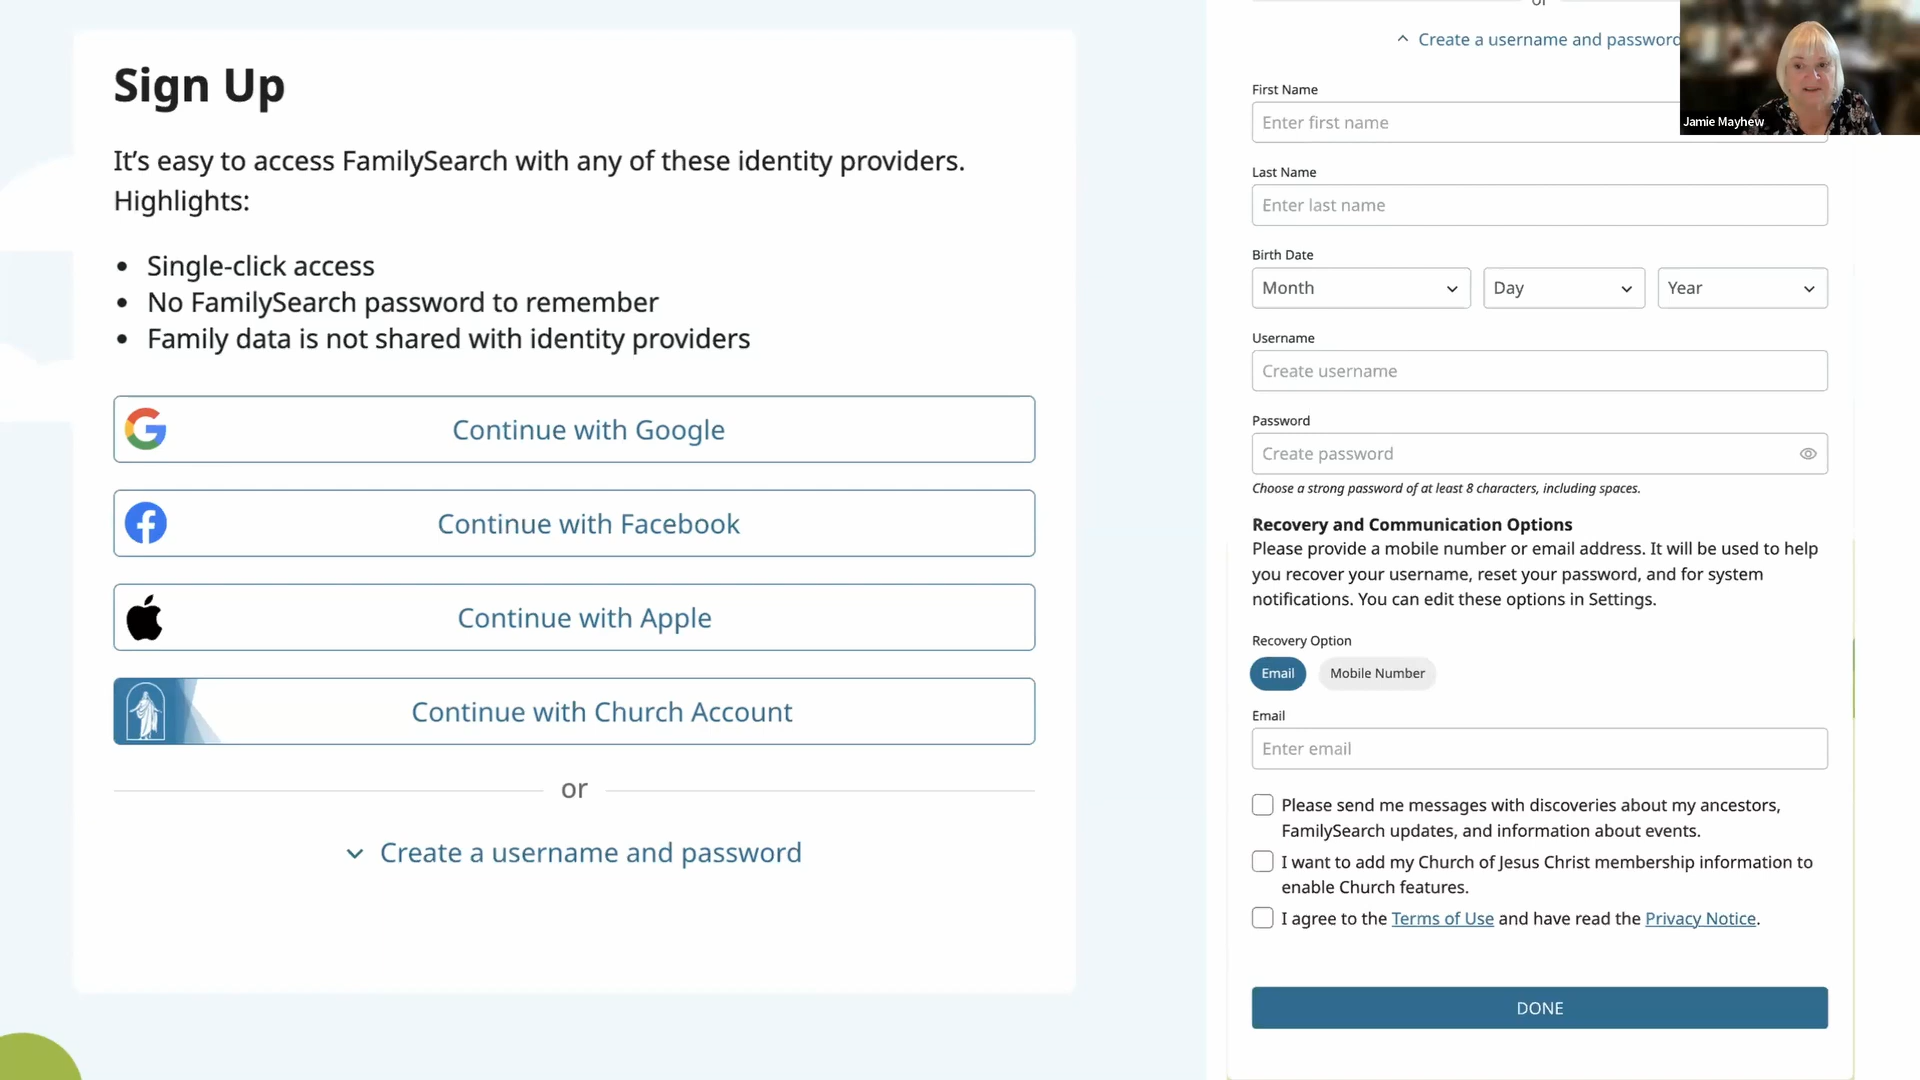 Sign Up
It’s easy to access FamilySearch with any of these identity providers.
Highlights:
• Single-click access
• No FamilySearch password to remember
• Family data is not shared with identity providers
Continue with Google
Continue with Facebook
Continue with Apple
Continue with Church Account
or
Create a username and password
or
Create a username and password
Jamie Mayhew
First Name
Enter first name
Last Name
Enter last name
Birth Date
Month Day Year
Username
Create username
Password
Create password
Choose a strong password of at least 8 characters, including spaces.
Recovery and Communication Options
Please provide a mobile number or email address. It will be used to help
you recover your username, reset your password, and for system
notifications. You can edit these options in Settings.
Recovery Option
Email Mobile Number
Email
Enter email
Please send me messages with discoveries about my ancestors,
FamilySearch updates, and information about events.
I want to add my Church of Jesus Christ membership information to
enable Church features.
I agree to the Terms of Use and have read the Privacy Notice.
DONE